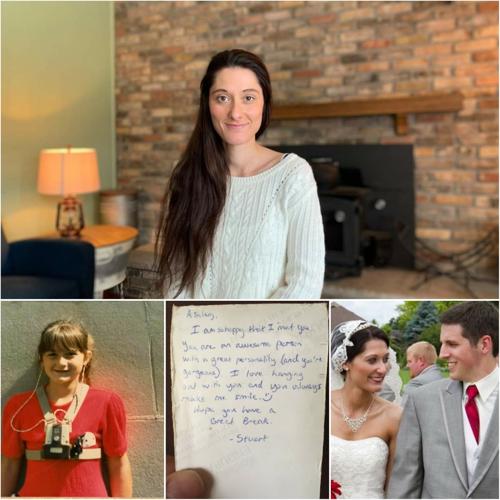 Ashley,
I am so happy that I met you.
You are an awesome person
with a great personality (and you're
gorgeous). I love hanging
out with you and you always
make me smile.
Hope you have a
Great Break.
- Stuart